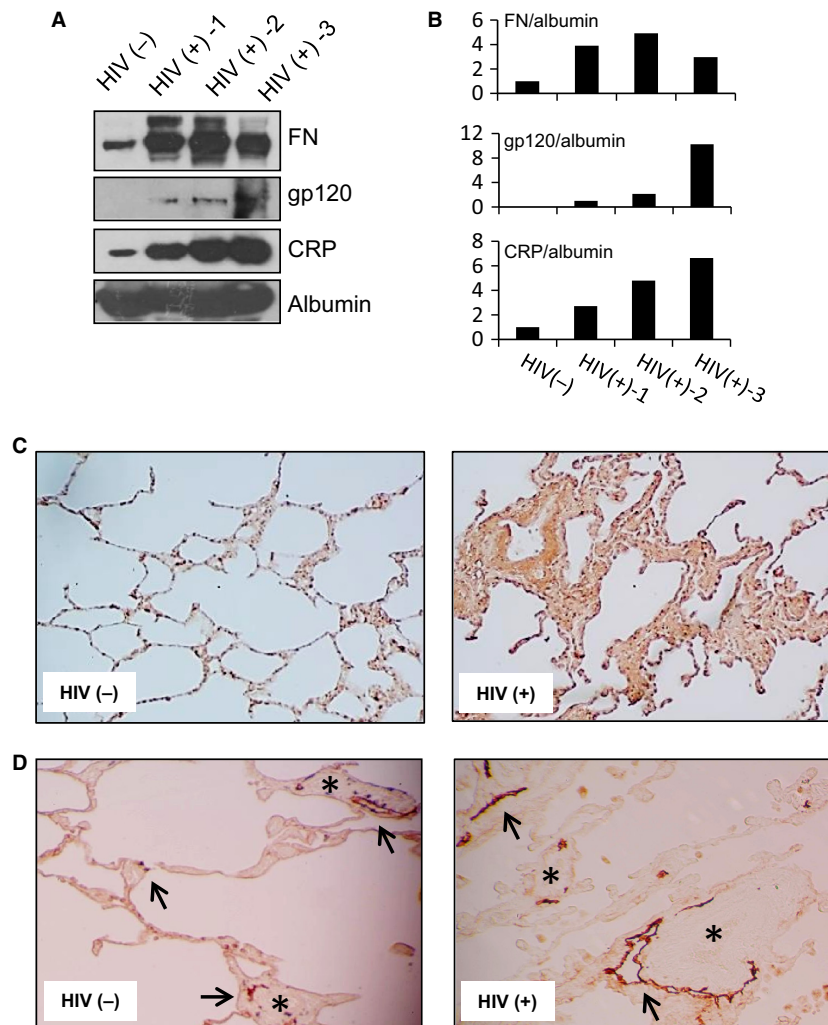 A
HIV (–)
HIV (+) -1
HIV (+) -2
HIV (+) -3
FN
gp120
CRP
Albumin
B
6
4
2
0
FN/albumin
12
8
4
0
gp120/albumin
8
6
4
2
0
CRP/albumin
HIV(–)
HIV(+)-1
HIV(+)-2
HIV(+)-3
C
HIV (–)
HIV (+)
D
*
*
HIV (–)
*
*
HIV (+)